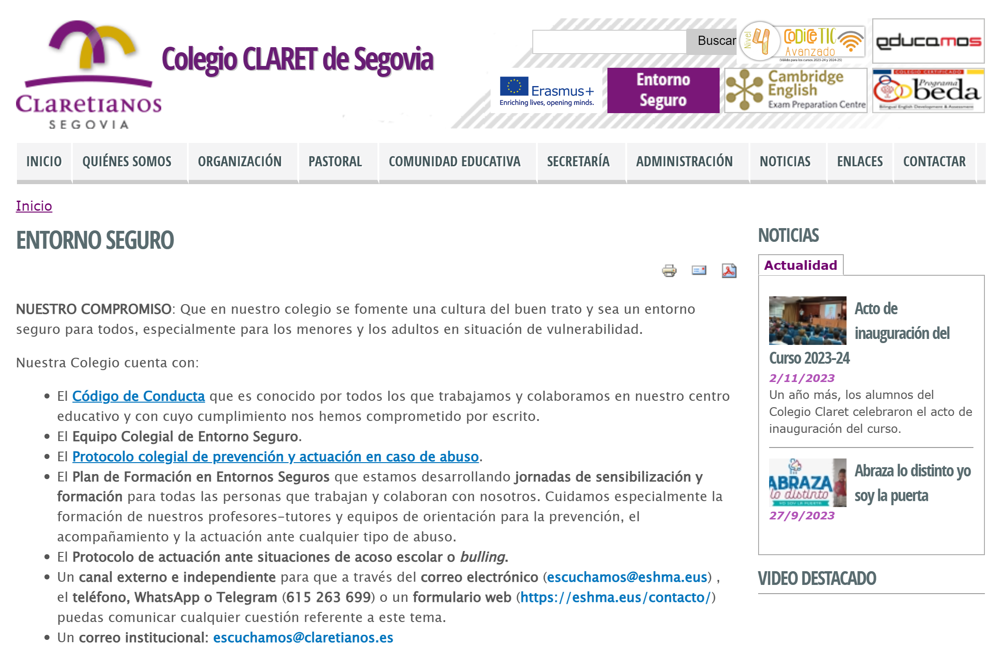 CLARETIANOS
SEGOVIA
Colegio CLARET de Segovia
Buscar
Nivel 4
CODICE TIC
Avanzado
(Válido para los cursos 2023-24 y 2024-25)
educamos
Erasmus+
Enriching lives, opening minds.
Entorno
Seguro
Cambridge
English
Exam Preparation Centre
COLEGIO CERTIFICADO
Programa
beda
Bilingual English Development & Assessment
INICIO QUIÉNES SOMOS ORGANIZACIÓN PASTORAL COMUNIDAD EDUCATIVA SECRETARÍA ADMINISTRACIÓN NOTICIAS ENLACES CONTACTAR
Inicio
ENTORNO SEGURO
NUESTRO COMPROMISO: Que en nuestro colegio se fomente una cultura del buen trato y sea un entorno
seguro para todos, especialmente para los menores y los adultos en situación de vulnerabilidad.
Nuestra Colegio cuenta con:
• El Código de Conducta que es conocido por todos los que trabajamos y colaboramos en nuestro centro
educativo y con cuyo cumplimiento nos hemos comprometido por escrito.
• El Equipo Colegial de Entorno Seguro.
• El Protocolo colegial de prevención y actuación en caso de abuso.
• El Plan de Formación en Entornos Seguros que estamos desarrollando jornadas de sensibilización y
formación para todas las personas que trabajan y colaboran con nosotros. Cuidamos especialmente la
formación de nuestros profesores-tutores y equipos de orientación para la prevención, el
acompañamiento y la actuación ante cualquier tipo de abuso.
• El Protocolo de actuación ante situaciones de acoso escolar o bulling.
• Un canal externo e independiente para que a través del correo electrónico (escuchamos@eshma.eus) ,
el teléfono, WhatsApp o Telegram (615 263 699) o un formulario web (https://eshma.eus/contacto/)
puedas comunicar cualquier cuestión referente a este tema.
• Un correo institucional: escuchamos@claretianos.es
NOTICIAS
Actualidad
Acto de
inauguración del
Curso 2023-24
2/11/2023
Un año más, los alumnos del
Colegio Claret celebraron el acto de
inauguración del curso.
ABRAZA
lo distinto
YO SOY LA PUERTA
Abraza lo distinto yo
soy la puerta
27/9/2023
VIDEO DESTACADO